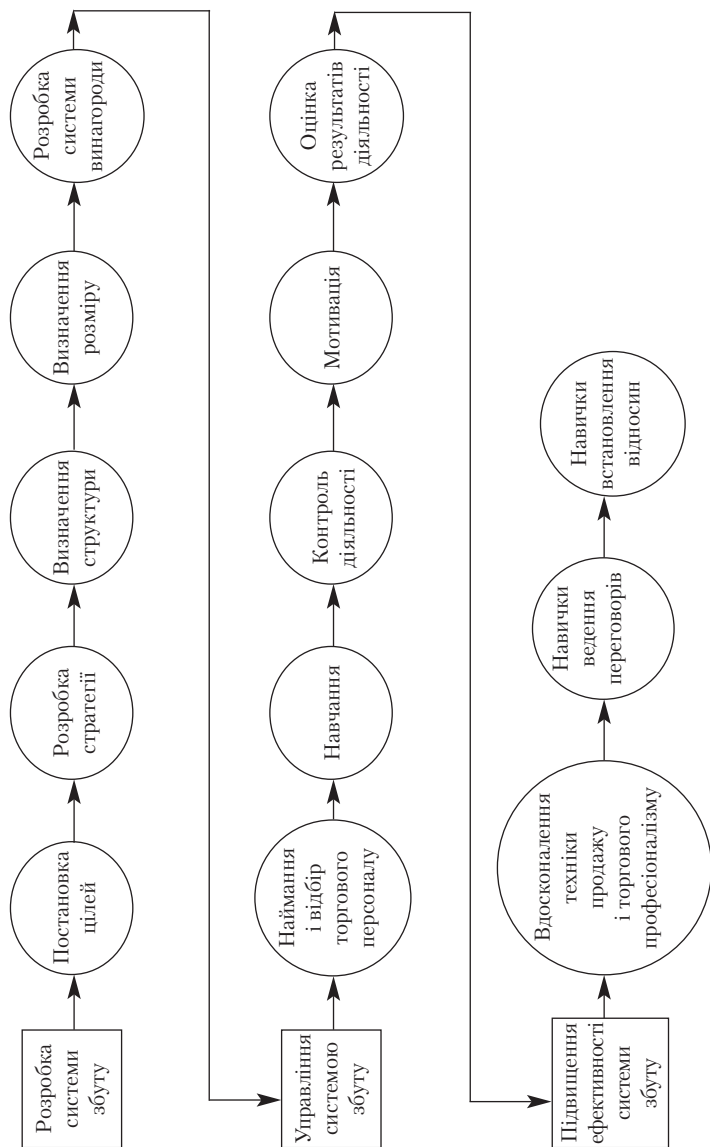 Розробка
системи
збуту
Постановка
цілей
Розробка
стратегії
Визначення
структури
Визначення
розміру
Розробка
системи
винагороди
Управління
системою
збуту
Наймання
і відбір
торгового
персоналу
Навчання
Контроль
діяльності
Мотивація
Оцінка
результатів
діяльності
Підвищення
ефективності
системи
збуту
Вдосконалення
техніки
продажу
і торгового
професіоналізму
Навички
ведення
переговорів
Навички
встановлення
відносин